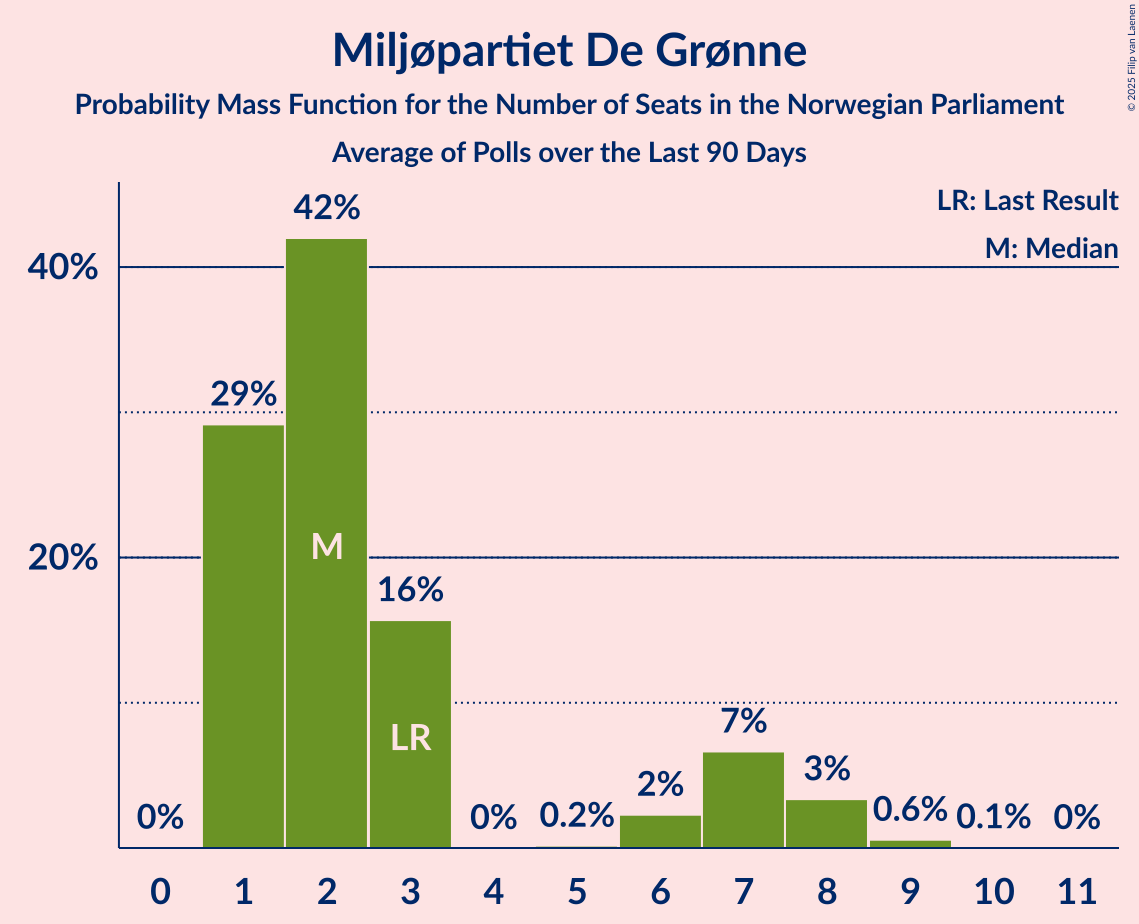 Miljøpartiet De Grønne
Probability Mass Function for the Number of Seats in the Norwegian Parliament
Average of Polls over the Last 90 Days
© 2025 Filip van Laenen
LR: Last Result
M: Median
40%
20%
0%
29%
42%
16%
0%
0.2%
2%
7%
3%
0.6%
0.1%
0%
M
LR
0 1 2 3 4 5 6 7 8 9 10 11